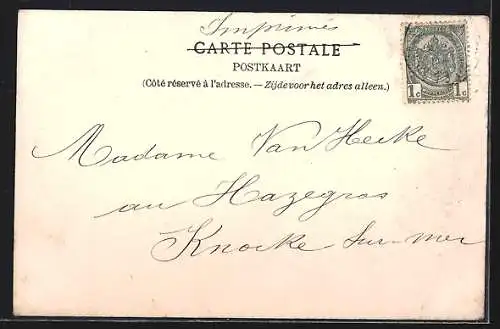 Imprimés
CARTE POSTALE
POSTKAART
(Côté réservé à l'adresse. — Zijde voor het adres alleen.)
1c 1c
Madame Van Hecke
au Hazegras
Knocke sur-mer